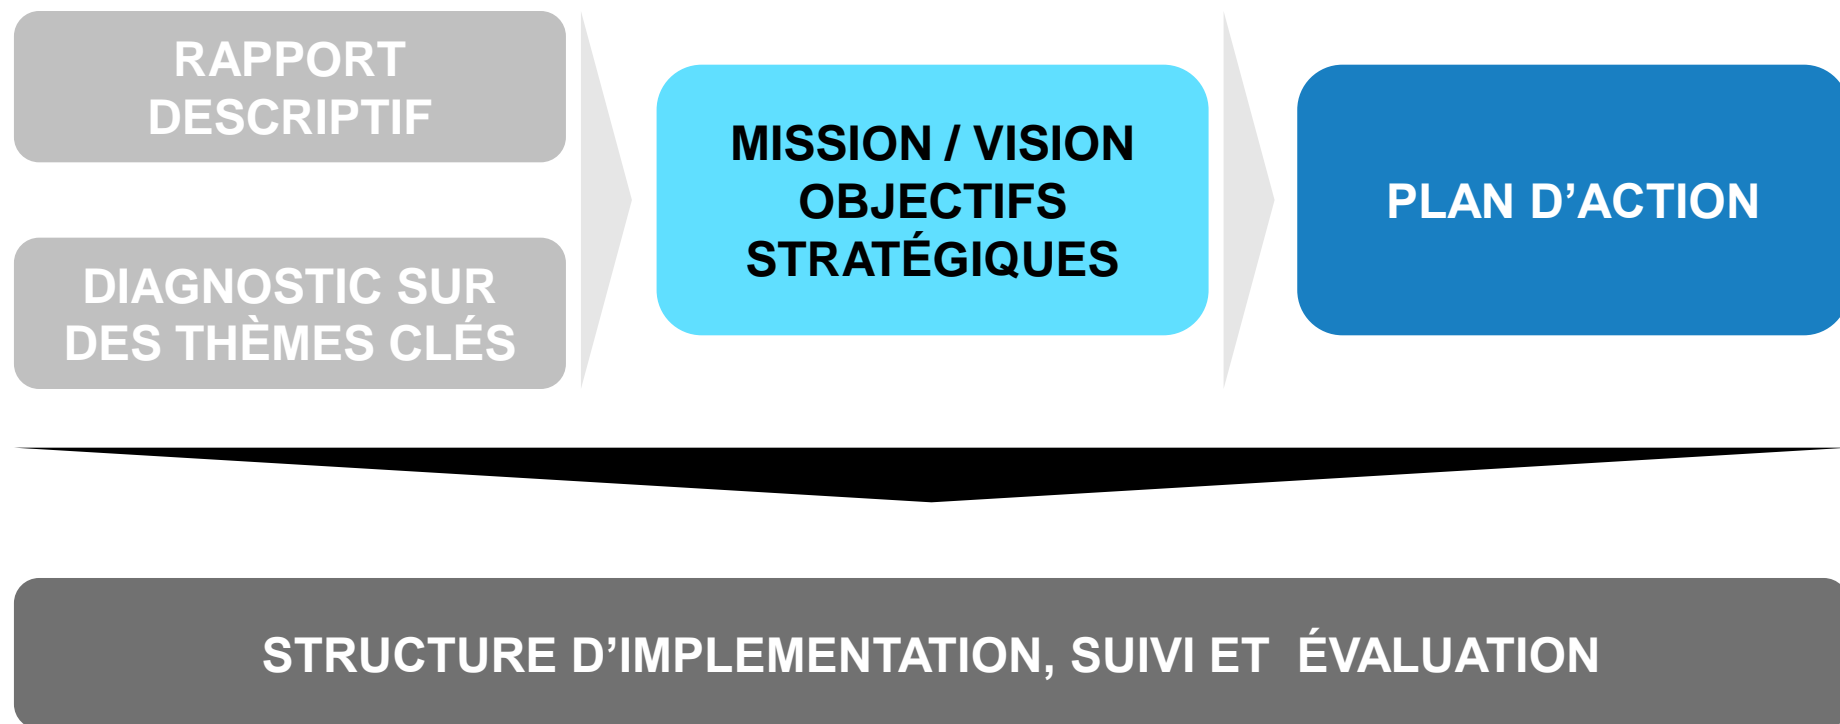 RAPPORT
DESCRIPTIF
DIAGNOSTIC SUR
DES THÈMES CLÉS
MISSION / VISION
OBJECTIFS
STRATÉGIQUES
PLAN D’ACTION
STRUCTURE D’IMPLEMENTATION, SUIVI ET ÉVALUATION